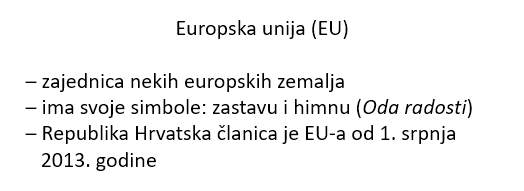 Europska unija (EU)
– zajednica nekih europskih zemalja
– ima svoje simbole: zastavu i himnu (Oda radosti)
– Republika Hrvatska članica je EU-a od 1. srpnja
2013. godine